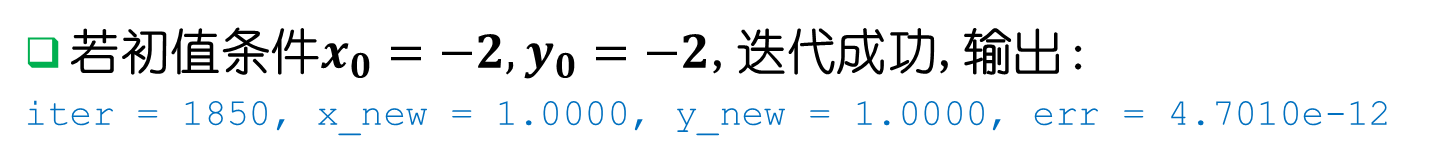 若初值条件x₀ = −2, y₀ = −2, 迭代成功, 输出:
iter = 1850, x_new = 1.0000, y_new = 1.0000, err = 4.7010e-12